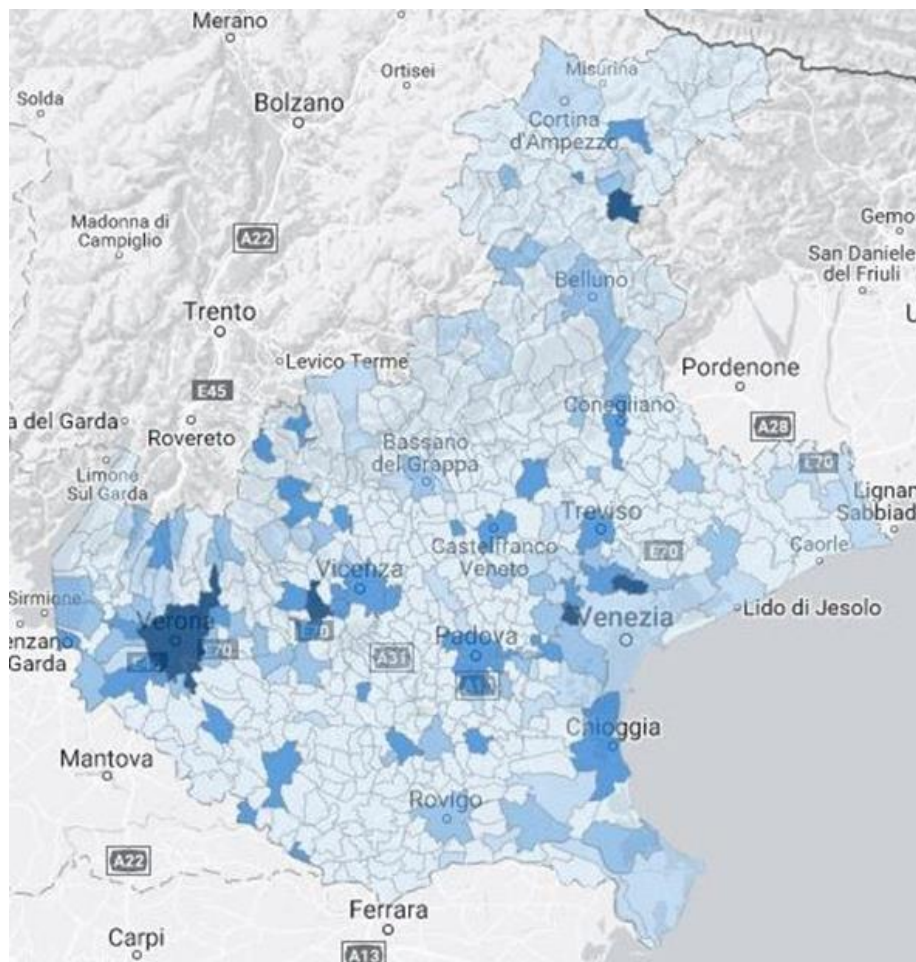 Merano
Ortisei
Misurina
Solda
Bolzano
Cortina
d'Ampezzo
Madonna di
Campiglio
A22
Gemo
San Daniele
del Friuli
Belluno
Trento
U
Levico Terme
Pordenone
E45
a del Garda
Rovereto
Conegliano
A28
Bassano
del Grappa
E70
Limone
Sul Garda
Lignan
Sabbiad
Treviso
Castelfranco
Veneto
E70
Caorle
Vicenza
Sirmione
Lido di Jesolo
Verona
Venezia
E70
enzano
Garda
E70
Padova
A31
Chioggia
Mantova
Rovigo
A22
Ferrara
Carpi
A13